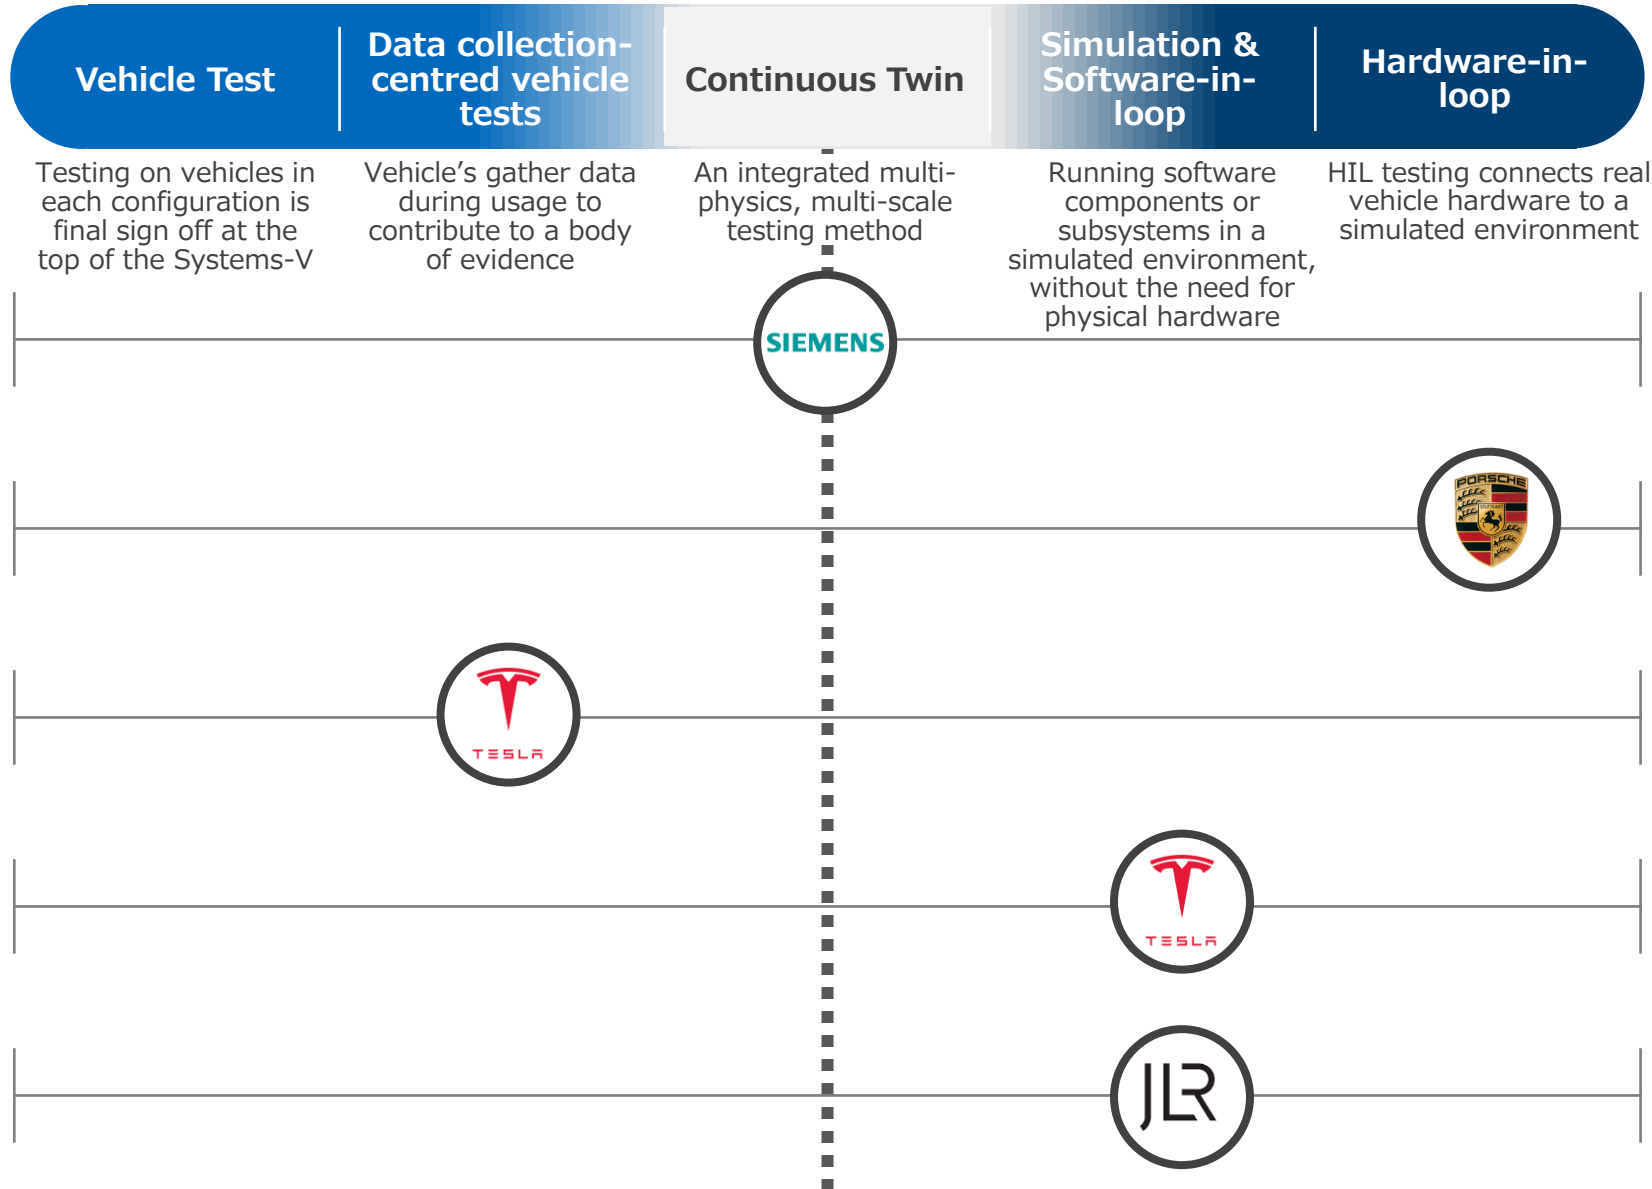 Vehicle Test
Data collection-
centred vehicle
tests
Continuous Twin
Simulation &
Software-in-
loop
Hardware-in-
loop
Testing on vehicles in
each configuration is
final sign off at the
top of the Systems-V
Vehicle's gather data
during usage to
contribute to a body
of evidence
An integrated multi-
physics, multi-scale
testing method
Running software
components or
subsystems in a
simulated environment,
without the need for
physical hardware
HIL testing connects real
vehicle hardware to a
simulated environment
SIEMENS
PORSCHE
STUTTGART
TESLA
TESLA
JLR